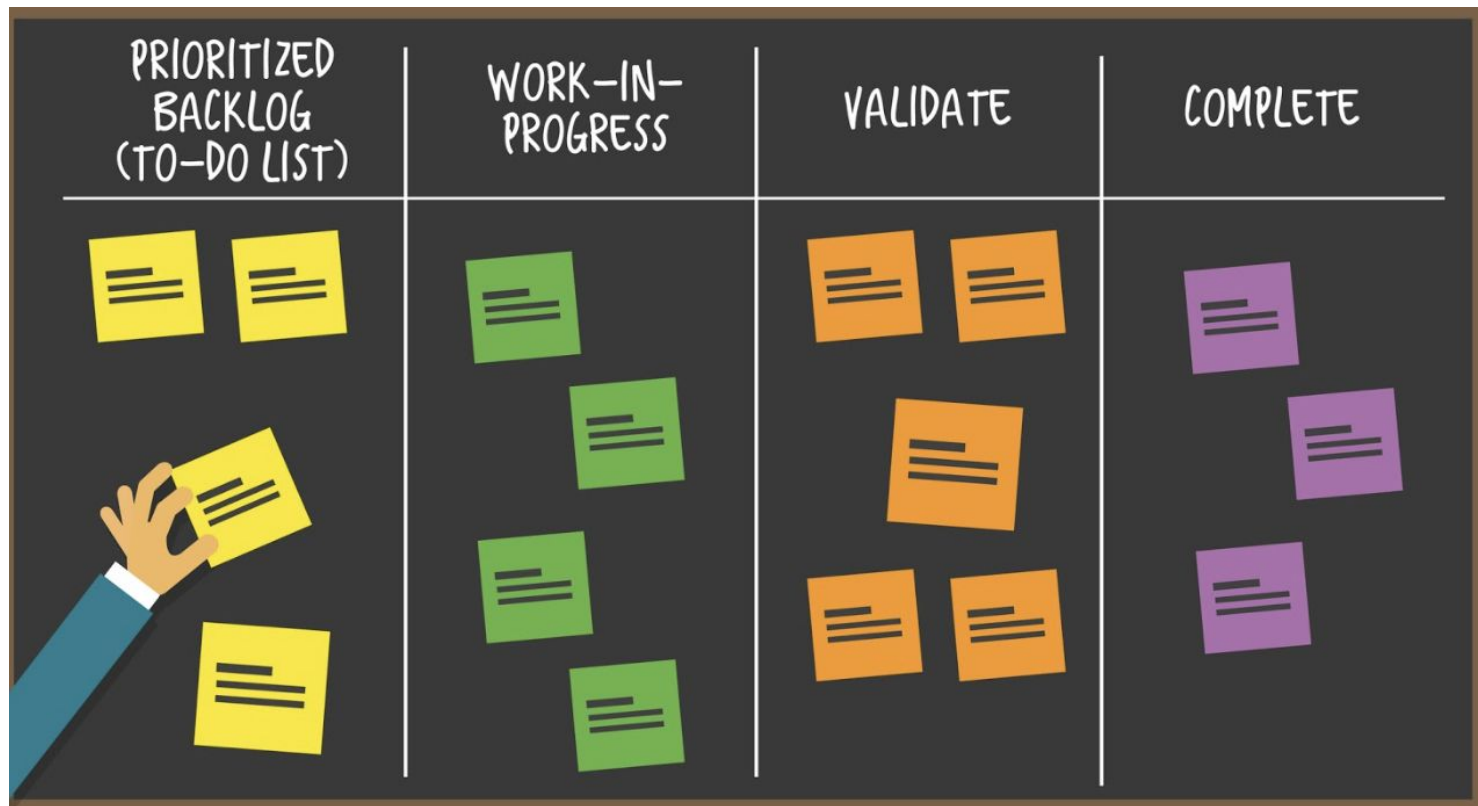 PRIORITIZED
BACKLOG
(TO-DO LIST)
WORK-IN-
PROGRESS
VALIDATE
COMPLETE